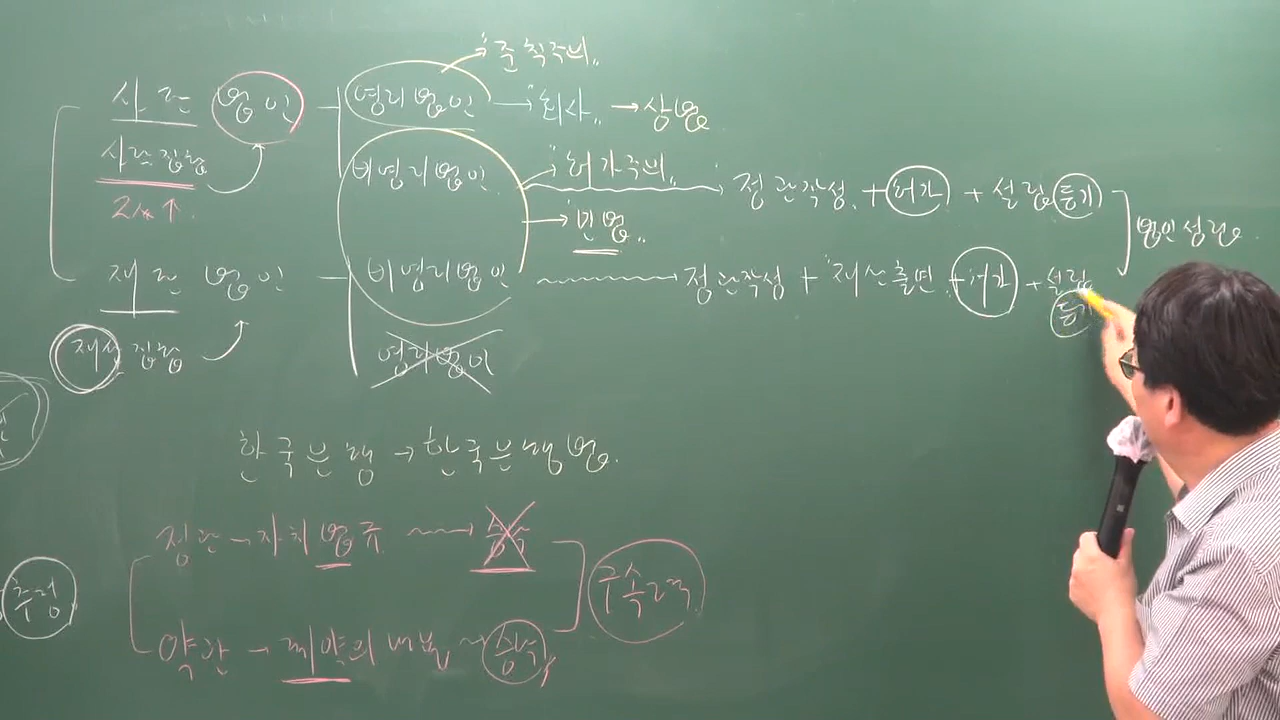 "준칙주의"
사단 법인 영리법인 → "회사" → 상법
사단집합
2人↑
비영리법인 "허가주의" 정관작성 + 허가 + 설립등기
"민법"
법인설립
재단 법인 비영리법인 정관작성 + 재산출연 + 허가 + 설립
등기
재산집합
영리법인
한국은행 → 한국은행법.
정관 → 자치법규
구속력
약관 → 계약의 내용 승낙
추정